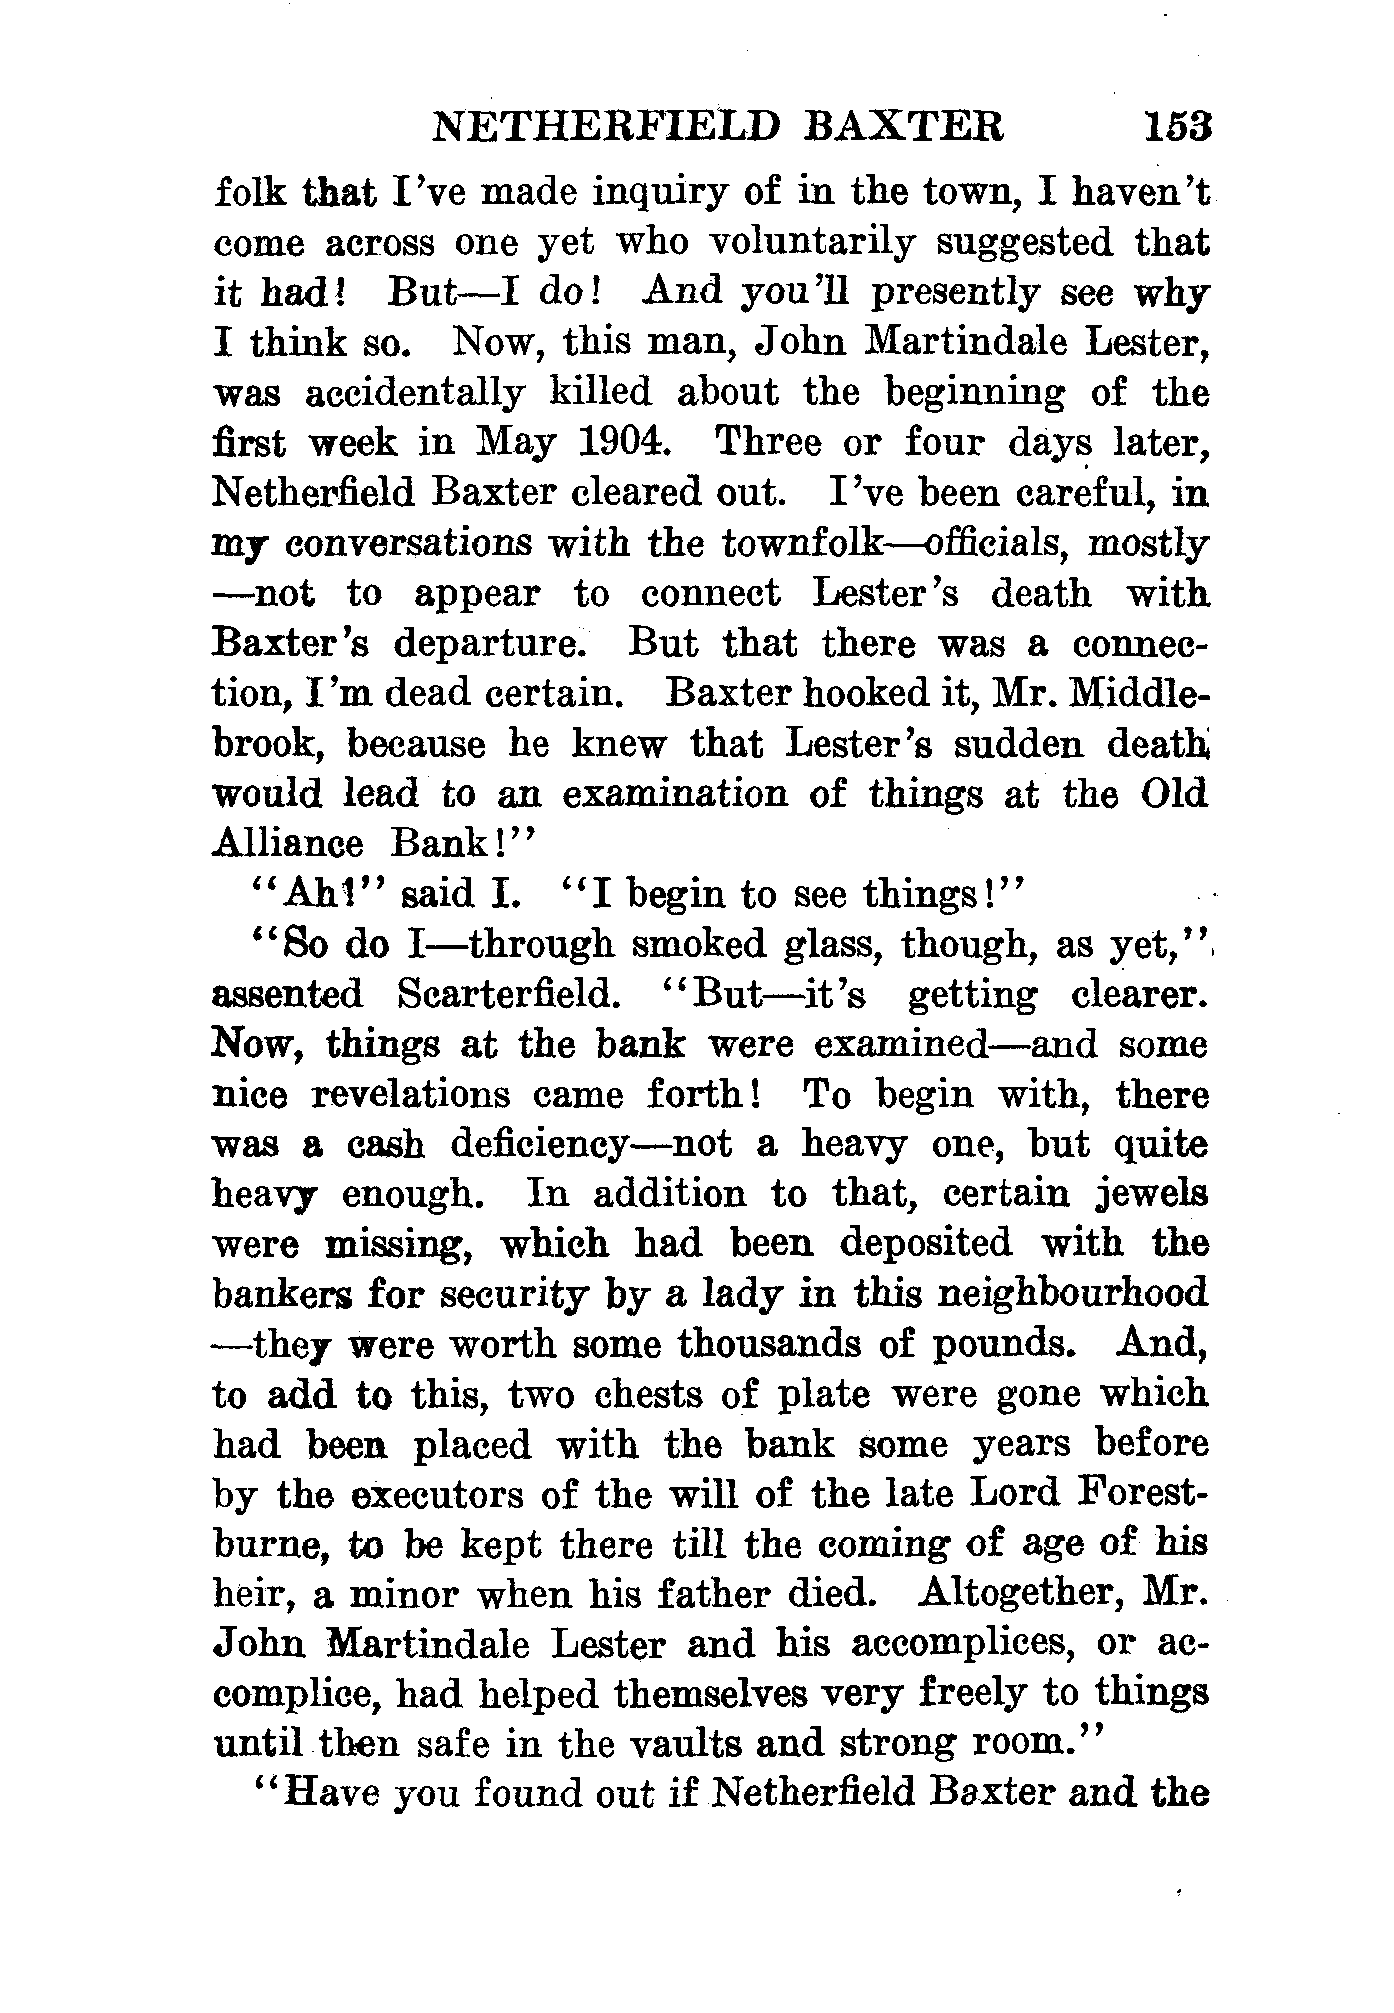 NETHERFIELD BAXTER 153
folk that I've made inquiry of in the town, I haven't
come across one yet who voluntarily suggested that
it had! But—I do! And you'll presently see why
I think so. Now, this man, John Martindale Lester,
was accidentally killed about the beginning of the
first week in May 1904. Three or four days later,
Netherfield Baxter cleared out. I've been careful, in
my conversations with the townfolk—officials, mostly
—not to appear to connect Lester's death with
Baxter's departure. But that there was a connec-
tion, I'm dead certain. Baxter hooked it, Mr. Middle-
brook, because he knew that Lester's sudden death
would lead to an examination of things at the Old
Alliance Bank!"
"Ah!" said I. "I begin to see things!"
"So do I—through smoked glass, though, as yet,"
assented Scarterfield. "But—it's getting clearer.
Now, things at the bank were examined—and some
nice revelations came forth! To begin with, there
was a cash deficiency—not a heavy one, but quite
heavy enough. In addition to that, certain jewels
were missing, which had been deposited with the
bankers for security by a lady in this neighbourhood
—they were worth some thousands of pounds. And,
to add to this, two chests of plate were gone which
had been placed with the bank some years before
by the executors of the will of the late Lord Forest-
burne, to be kept there till the coming of age of his
heir, a minor when his father died. Altogether, Mr.
John Martindale Lester and his accomplices, or ac-
complice, had helped themselves very freely to things
until then safe in the vaults and strong room."
"Have you found out if Netherfield Baxter and the